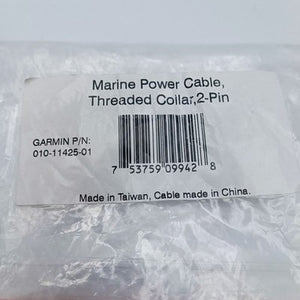 Marine Power Cable,
Threaded Collar,2-Pin
GARMIN P/N:
010-11425-01
7 53759 09942 8
Made in Taiwan, Cable made in China.